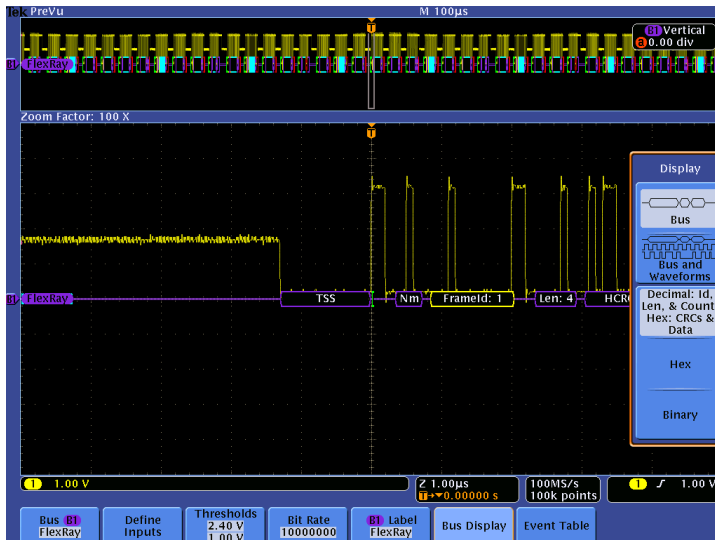 Tek PreVu
M 100µs
B1 Vertical
a 0.00 div
T
B1 FlexRay
Zoom Factor: 100 X
T
Display
Bus
Bus and
Waveforms
B1 FlexRay
TSS
Nm
FrameId: 1
Len: 4
HCRC
Decimal: Id,
Len, & Count
Hex: CRCs &
Data
Hex
Binary
1 1.00 V
Z 1.00µs
T→▼0.00000 s
100MS/s
100k points
1 1.00 V
Bus B1
FlexRay
Define
Inputs
Thresholds
2.40 V
1.00 V
Bit Rate
10000000
B1 Label
FlexRay
Bus Display
Event Table